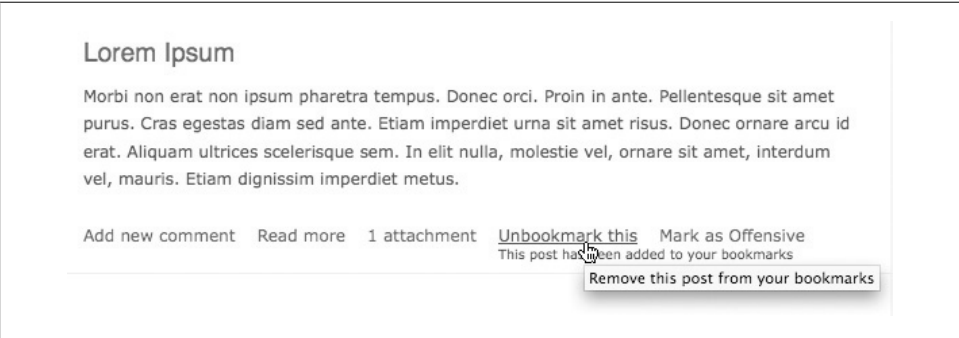 Lorem Ipsum
Morbi non erat non ipsum pharetra tempus. Donec orci. Proin in ante. Pellentesque sit amet
purus. Cras egestas diam sed ante. Etiam imperdiet urna sit amet risus. Donec ornare arcu id
erat. Aliquam ultrices scelerisque sem. In elit nulla, molestie vel, ornare sit amet, interdum
vel, mauris. Etiam dignissim imperdiet metus.
Add new comment Read more 1 attachment Unbookmark this Mark as Offensive
This post has been added to your bookmarks
Remove this post from your bookmarks